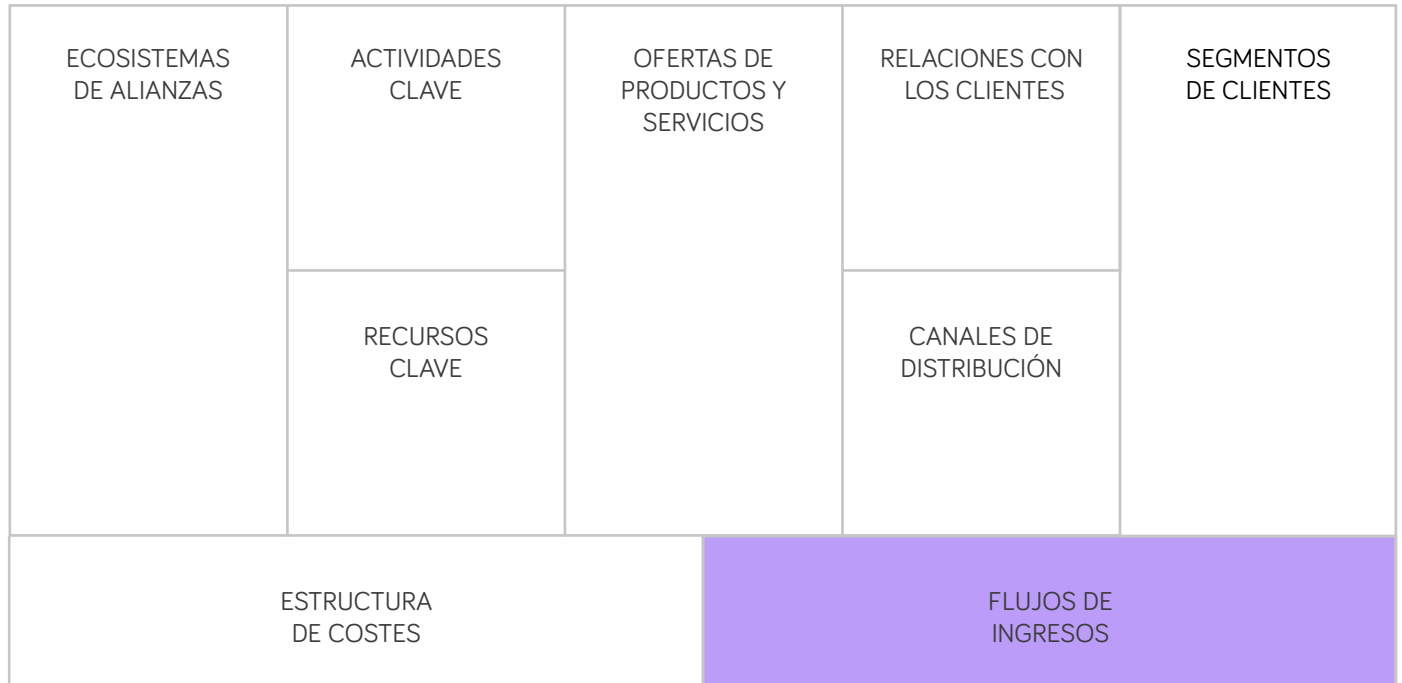 ECOSISTEMAS
DE ALIANZAS
ACTIVIDADES
CLAVE
OFERTAS DE
PRODUCTOS Y
SERVICIOS
RELACIONES CON
LOS CLIENTES
SEGMENTOS
DE CLIENTES
RECURSOS
CLAVE
CANALES DE
DISTRIBUCIÓN
ESTRUCTURA
DE COSTES
FLUJOS DE
INGRESOS